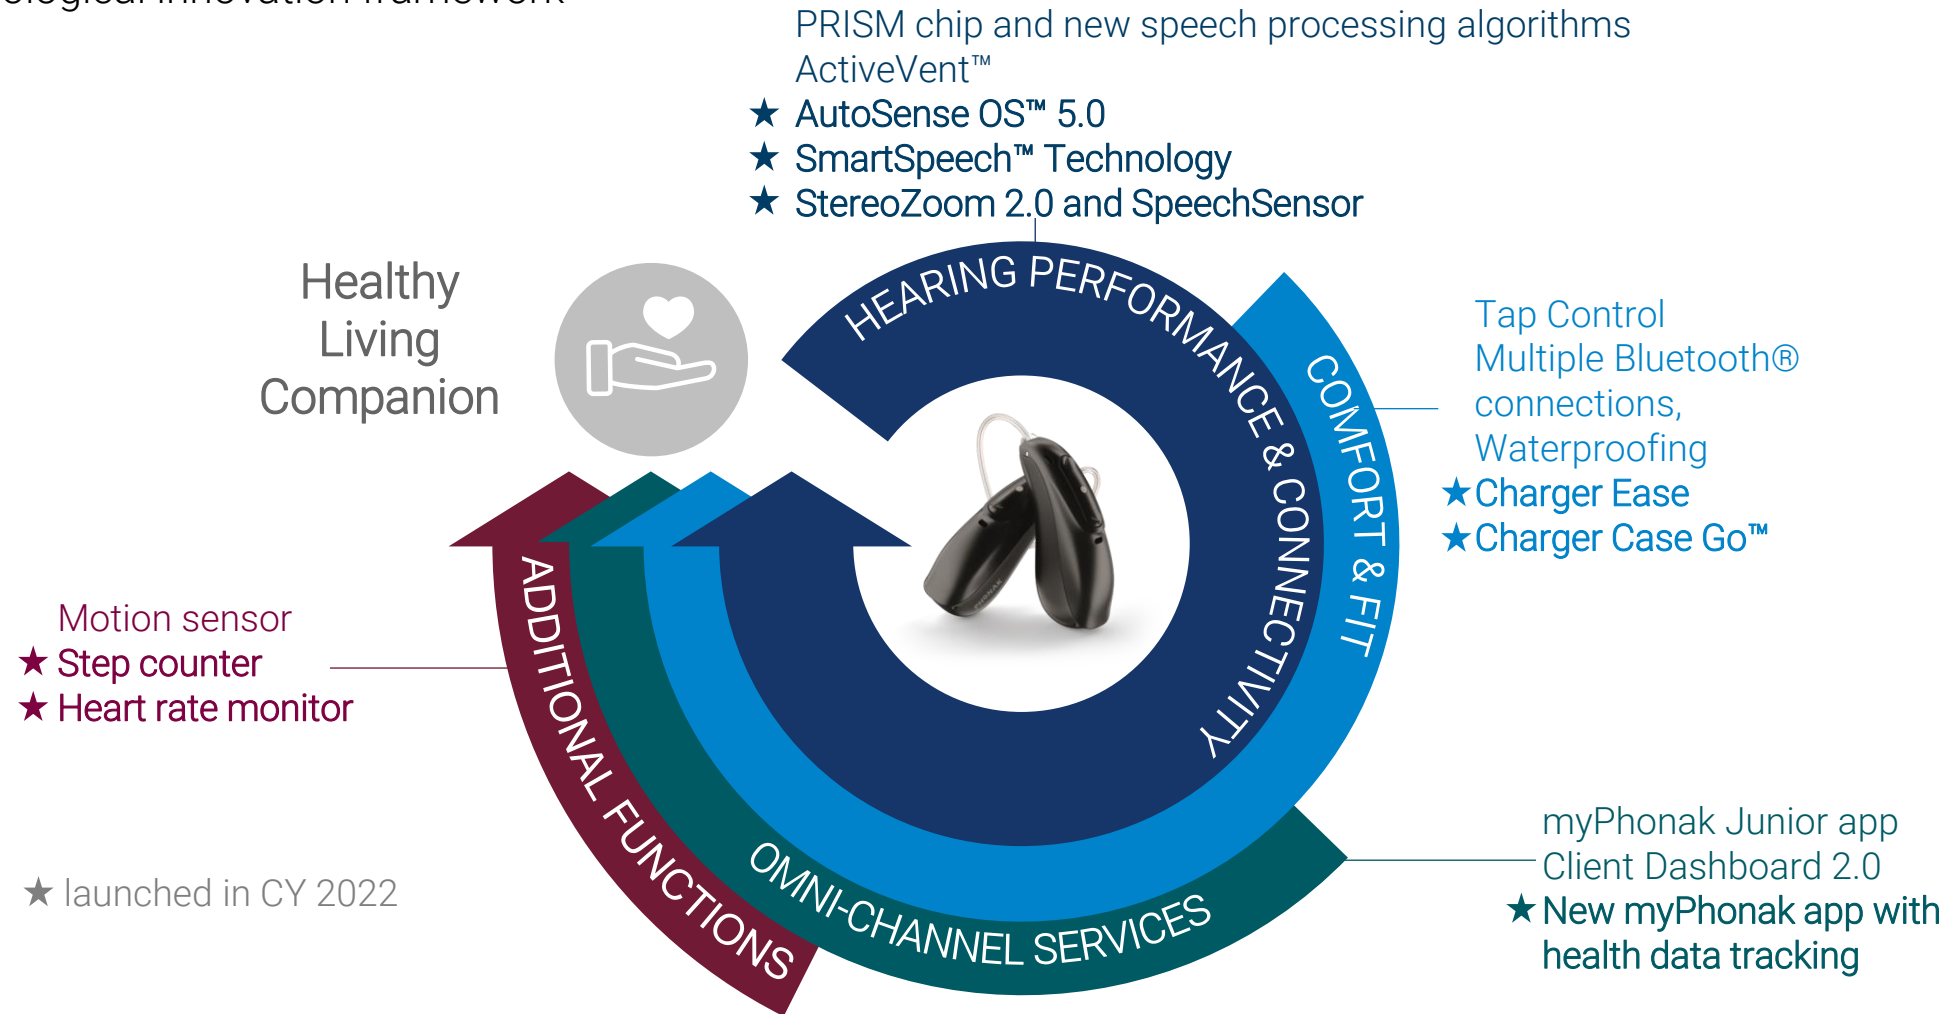 innovation framework
PRISM chip and new speech processing algorithms
ActiveVent™
★ AutoSense OS™ 5.0
★ SmartSpeech™ Technology
★ StereoZoom 2.0 and SpeechSensor
Healthy
Living
Companion
HEARING PERFORMANCE & CONNECTIVITY
COMFORT & FIT
Tap Control
Multiple Bluetooth®
connections,
Waterproofing
★ Charger Ease
★ Charger Case Go™
Motion sensor
★ Step counter
★ Heart rate monitor
ADDITIONAL FUNCTIONS
OMNI-CHANNEL SERVICES
myPhonak Junior app
Client Dashboard 2.0
★ New myPhonak app with
health data tracking
★ launched in CY 2022